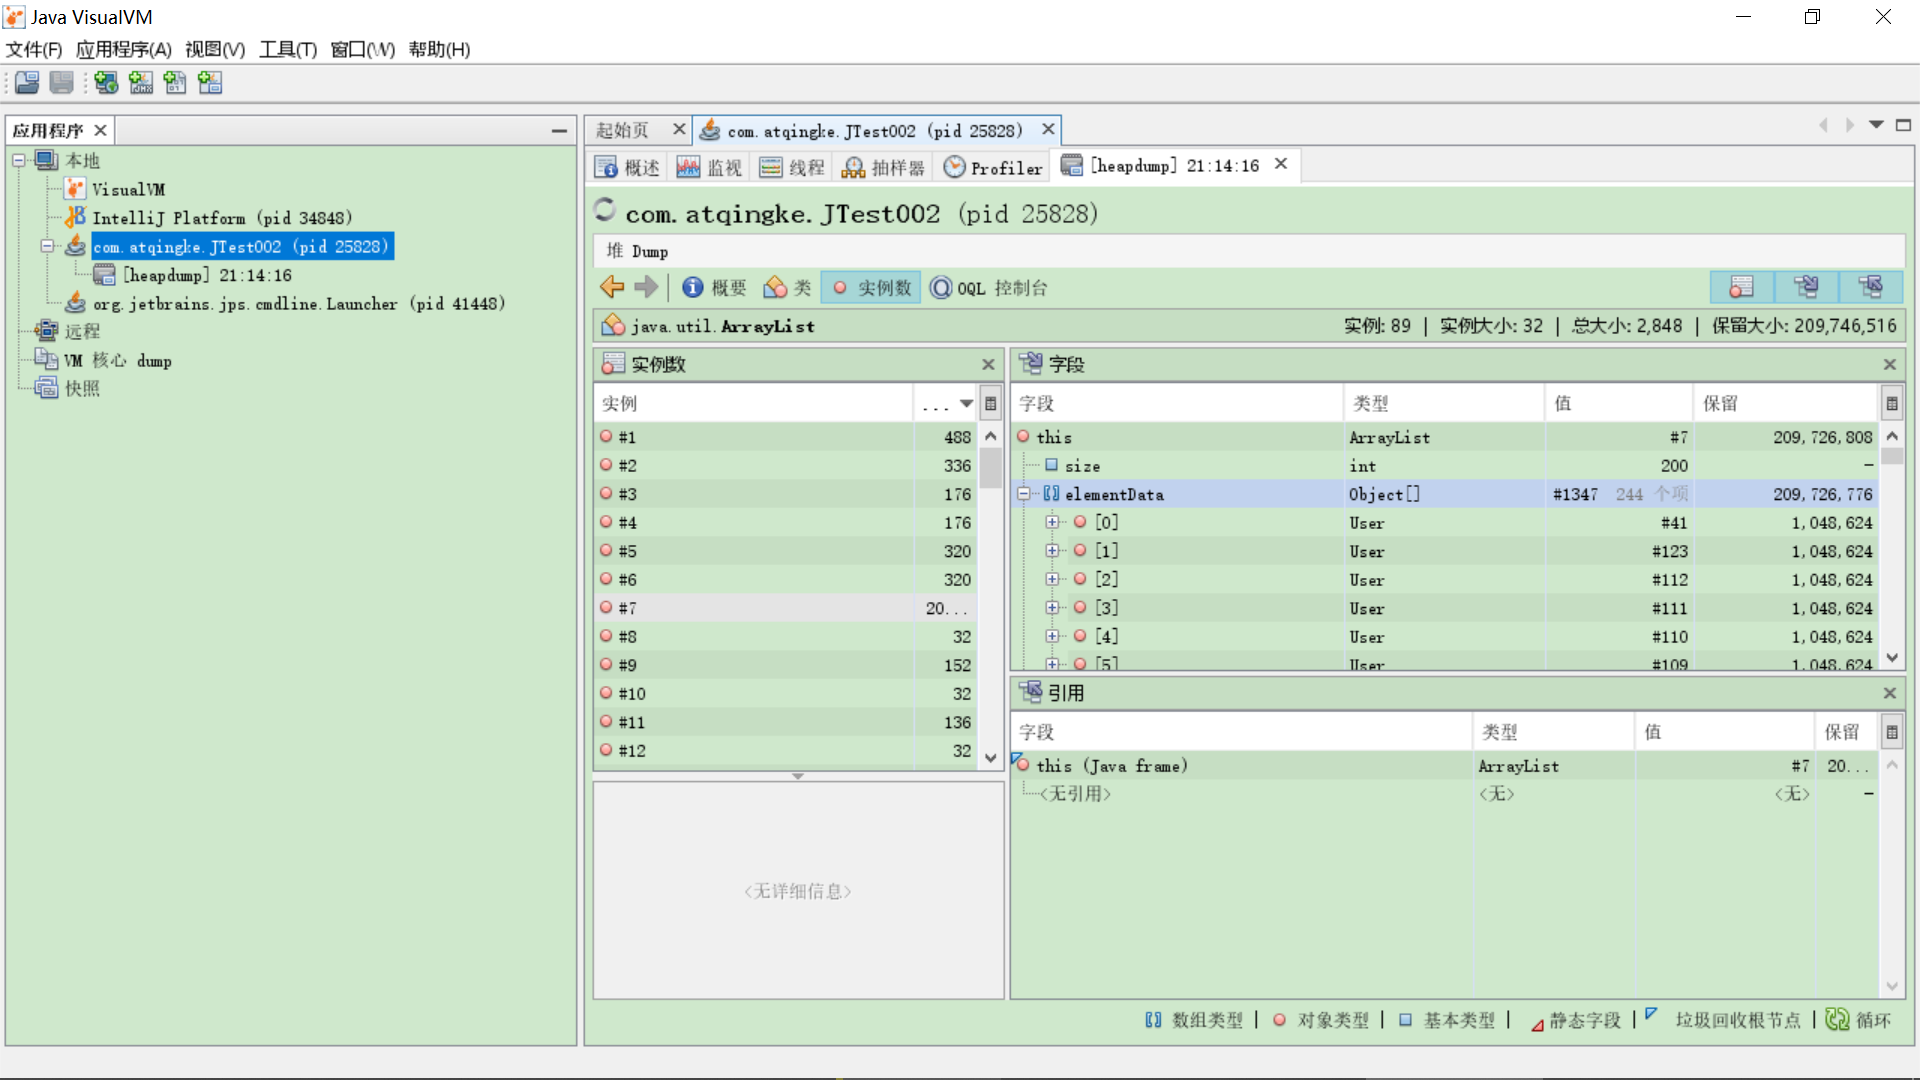 Java VisualVM
文件(F) 应用程序(A) 视图(V) 工具(T) 窗口(W) 帮助(H)
应用程序
本地
VisualVM
IntelliJ Platform (pid 34848)
com.atqingke.JTest002 (pid 25828)
[heapdump] 21:14:16
org.jetbrains.jps.cmdline.Launcher (pid 41448)
远程
VM 核心 dump
快照
起始页 com.atqingke.JTest002 (pid 25828)
概述 监视 线程 抽样器 Profiler [heapdump] 21:14:16
com.atqingke.JTest002 (pid 25828)
堆 Dump
概要 类 实例数 OQL 控制台
java.util.ArrayList 实例: 89 | 实例大小: 32 | 总大小: 2,848 | 保留大小: 209,746,516
实例数
实例 ...
#1 488
#2 336
#3 176
#4 176
#5 320
#6 320
#7 20...
#8 32
#9 152
#10 32
#11 136
#12 32
<无详细信息>
字段
字段 类型 值 保留
this ArrayList #7 209,726,808
size int 200 -
elementData Object[] #1347 244 个项 209,726,776
[0] User #41 1,048,624
[1] User #123 1,048,624
[2] User #112 1,048,624
[3] User #111 1,048,624
[4] User #110 1,048,624
[5] User #109 1,048,624
引用
字段 类型 值 保留
this (Java frame) ArrayList #7 20...
<无引用> <无> <无> -
数组类型 | 对象类型 | 基本类型 | 静态字段 | 垃圾回收根节点 | 循环